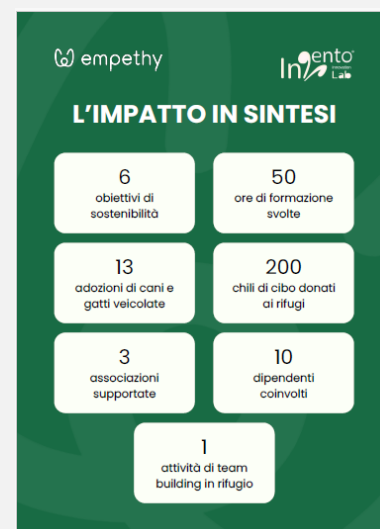 empethy
Ingento
Lab
L'IMPATTO IN SINTESI
6
obiettivi di
sostenibilità
50
ore di formazione
svolte
13
adozioni di cani e
gatti veicolate
200
chili di cibo donati
ai rifugi
3
associazioni
supportate
10
dipendenti
coinvolti
1
attività di team
building in rifugio